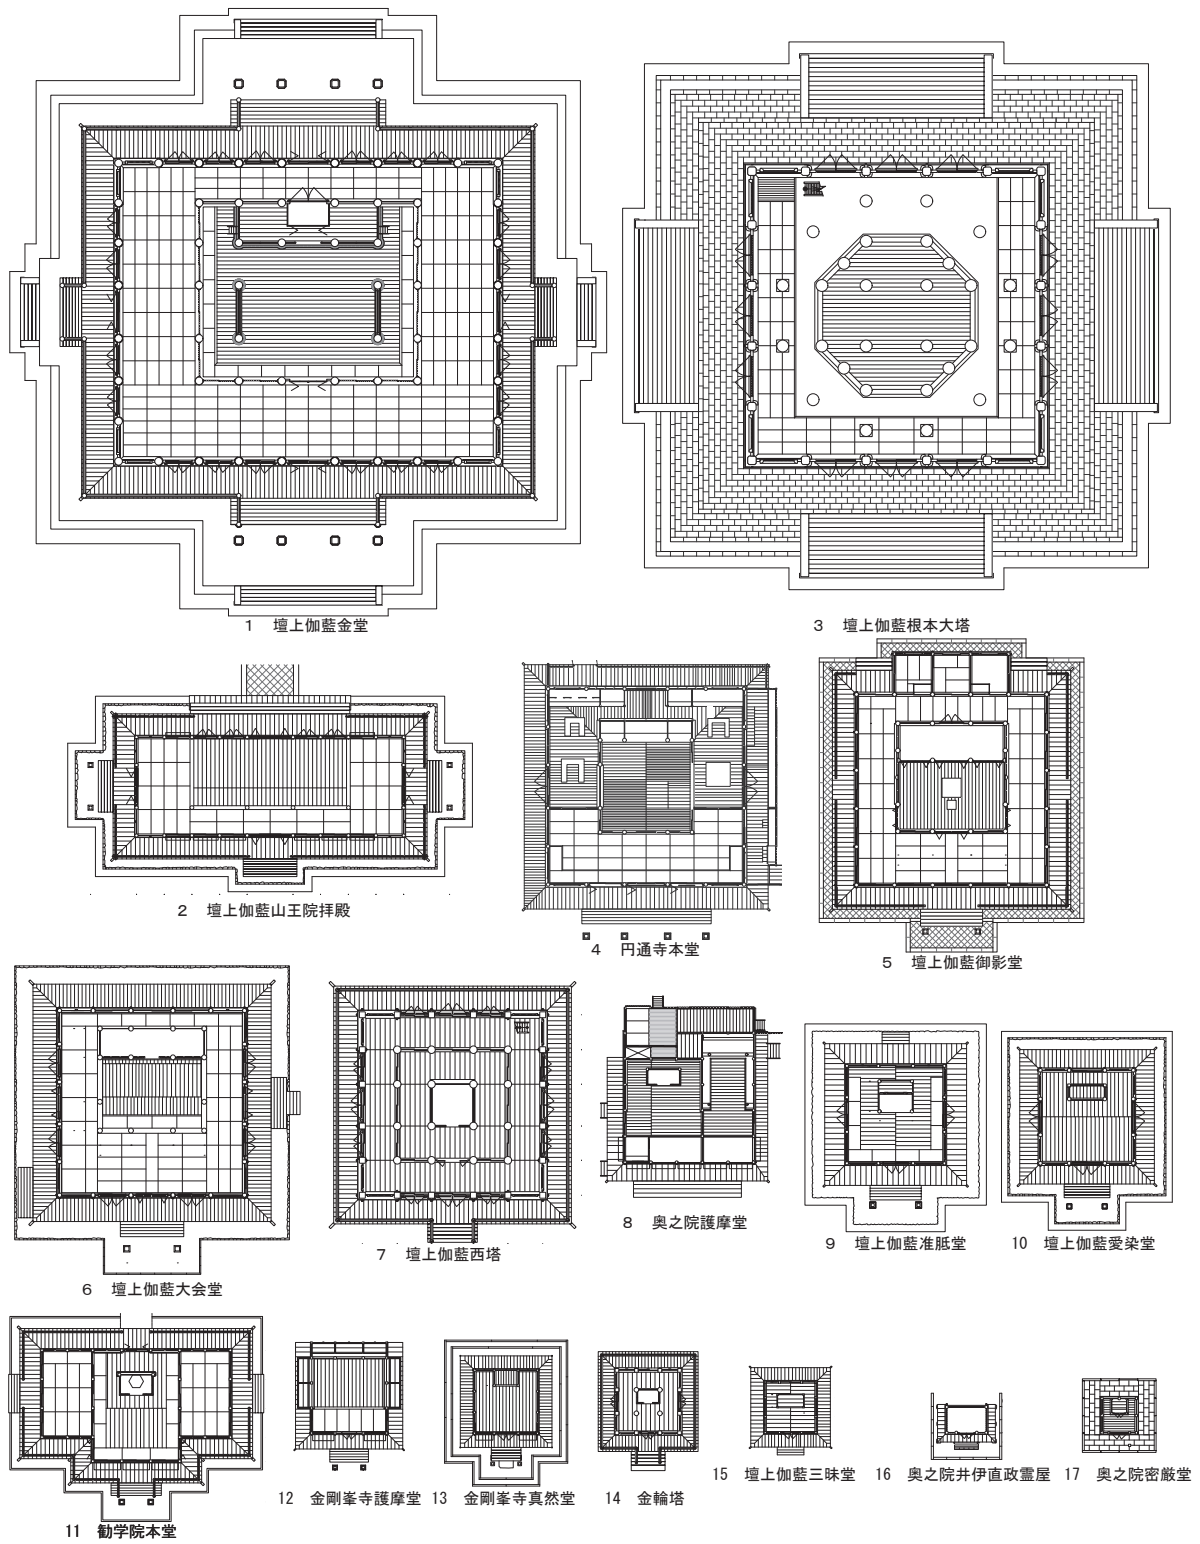 1 壇上伽藍金堂
3 壇上伽藍根本大塔
2 壇上伽藍山王院拝殿
4 円通寺本堂
5 壇上伽藍御影堂
6 壇上伽藍大会堂
7 壇上伽藍西塔
8 奥之院護摩堂
9 壇上伽藍准胝堂
10 壇上伽藍愛染堂
11 勧学院本堂
12 金剛峯寺護摩堂
13 金剛峯寺真然堂
14 金輪塔
15 壇上伽藍三昧堂
16 奥之院井伊直政霊屋
17 奥之院密厳堂